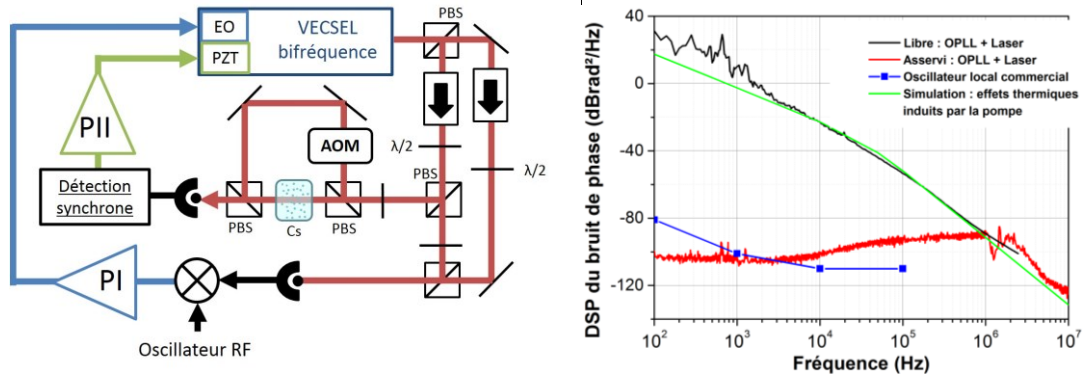 EO
PZT
VECSEL
bifréquence
PBS
PII
AOM
λ/2
PBS
λ/2
Détection
synchrone
PBS
Cs
PBS
PI
Oscillateur RF
DSP du bruit de phase (dBrad²/Hz)
40
0
-40
-80
-120
Libre : OPLL + Laser
Asservi : OPLL + Laser
Oscillateur local commercial
Simulation : effets thermiques
induits par la pompe
10² 10³ 10⁴ 10⁵ 10⁶ 10⁷
Fréquence (Hz)